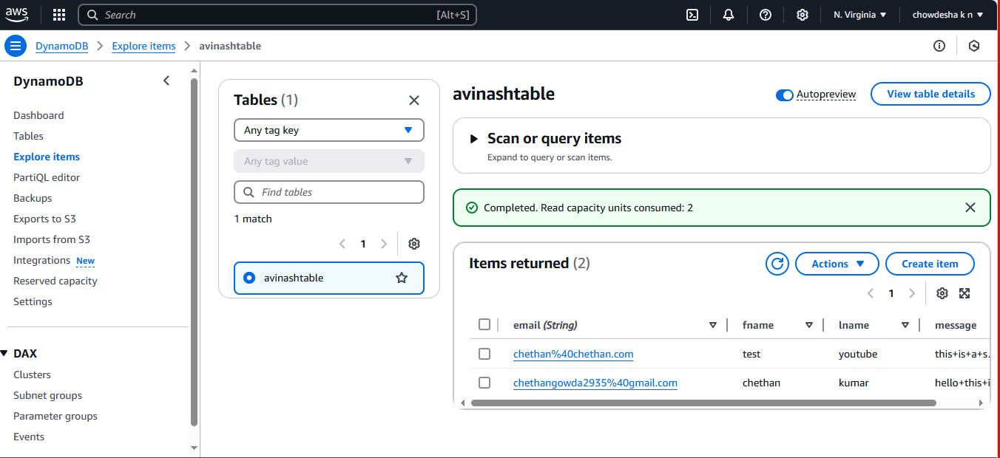 aws Search [Alt+S] N. Virginia chowdesha k n
DynamoDB Explore items avinashtable
DynamoDB
Dashboard
Tables
Explore items
PartiQL editor
Backups
Exports to S3
Imports from S3
Integrations New
Reserved capacity
Settings
DAX
Clusters
Subnet groups
Parameter groups
Events
Tables (1)
Any tag key
Any tag value
Find tables
1 match
1
avinashtable
avinashtable
Autopreview
View table details
Scan or query items
Expand to query or scan items.
Completed. Read capacity units consumed: 2
Items returned (2)
Actions
Create item
1
email (String) fname lname message
chethan%40chethan.com test youtube this+is+a+s.
chethangowda2935%40gmail.com chethan kumar hello+this+i